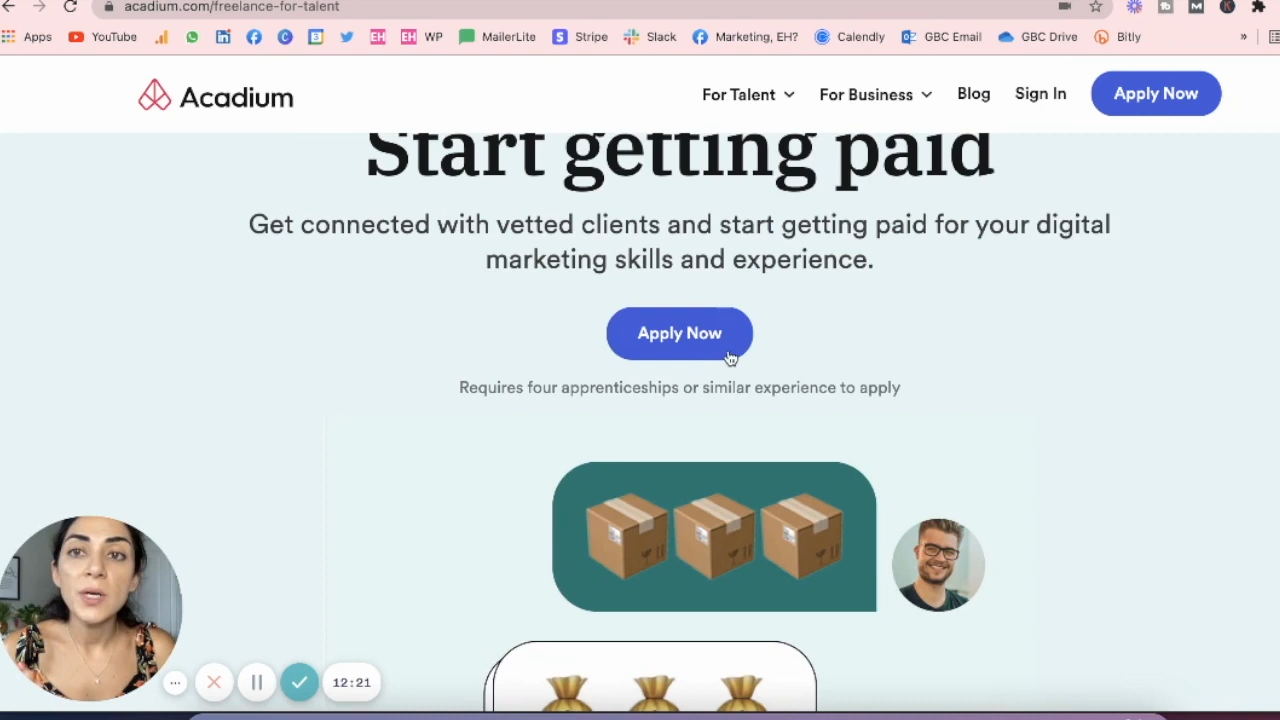 acadium.com/freelance-for-talent
Apps YouTube WP MailerLite Stripe Slack Marketing, EH? Calendly GBC Email GBC Drive Bitly »
EH EH
Acadium
For Talent For Business Blog Sign In Apply Now
Start getting paid
Get connected with vetted clients and start getting paid for your digital
marketing skills and experience.
Apply Now
Requires four apprenticeships or similar experience to apply
12:21